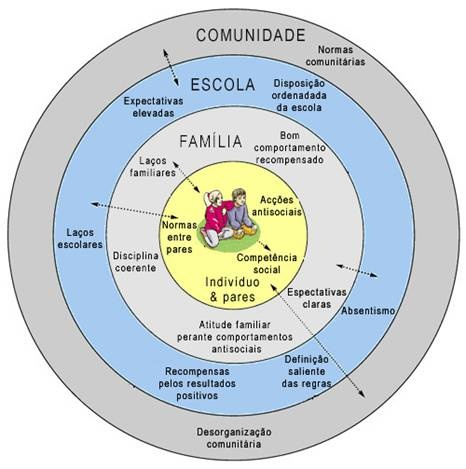 COMUNIDADE
Normas
comunitárias
ESCOLA
Expectativas
elevadas
Disposição
ordenadada
da escola
FAMÍLIA
Bom
comportamento
recompensado
Laços
familiares
Acções
antisociais
Normas
entre
pares
Laços
escolares
Disciplina
coerente
Competência
social
Indivíduo
& pares
Espectativas
claras
Absentismo
Atitude familiar
perante comportamentos
antisociais
Definição
saliente
das regras
Recompensas
pelos resultados
positivos
Desorganização
comunitária